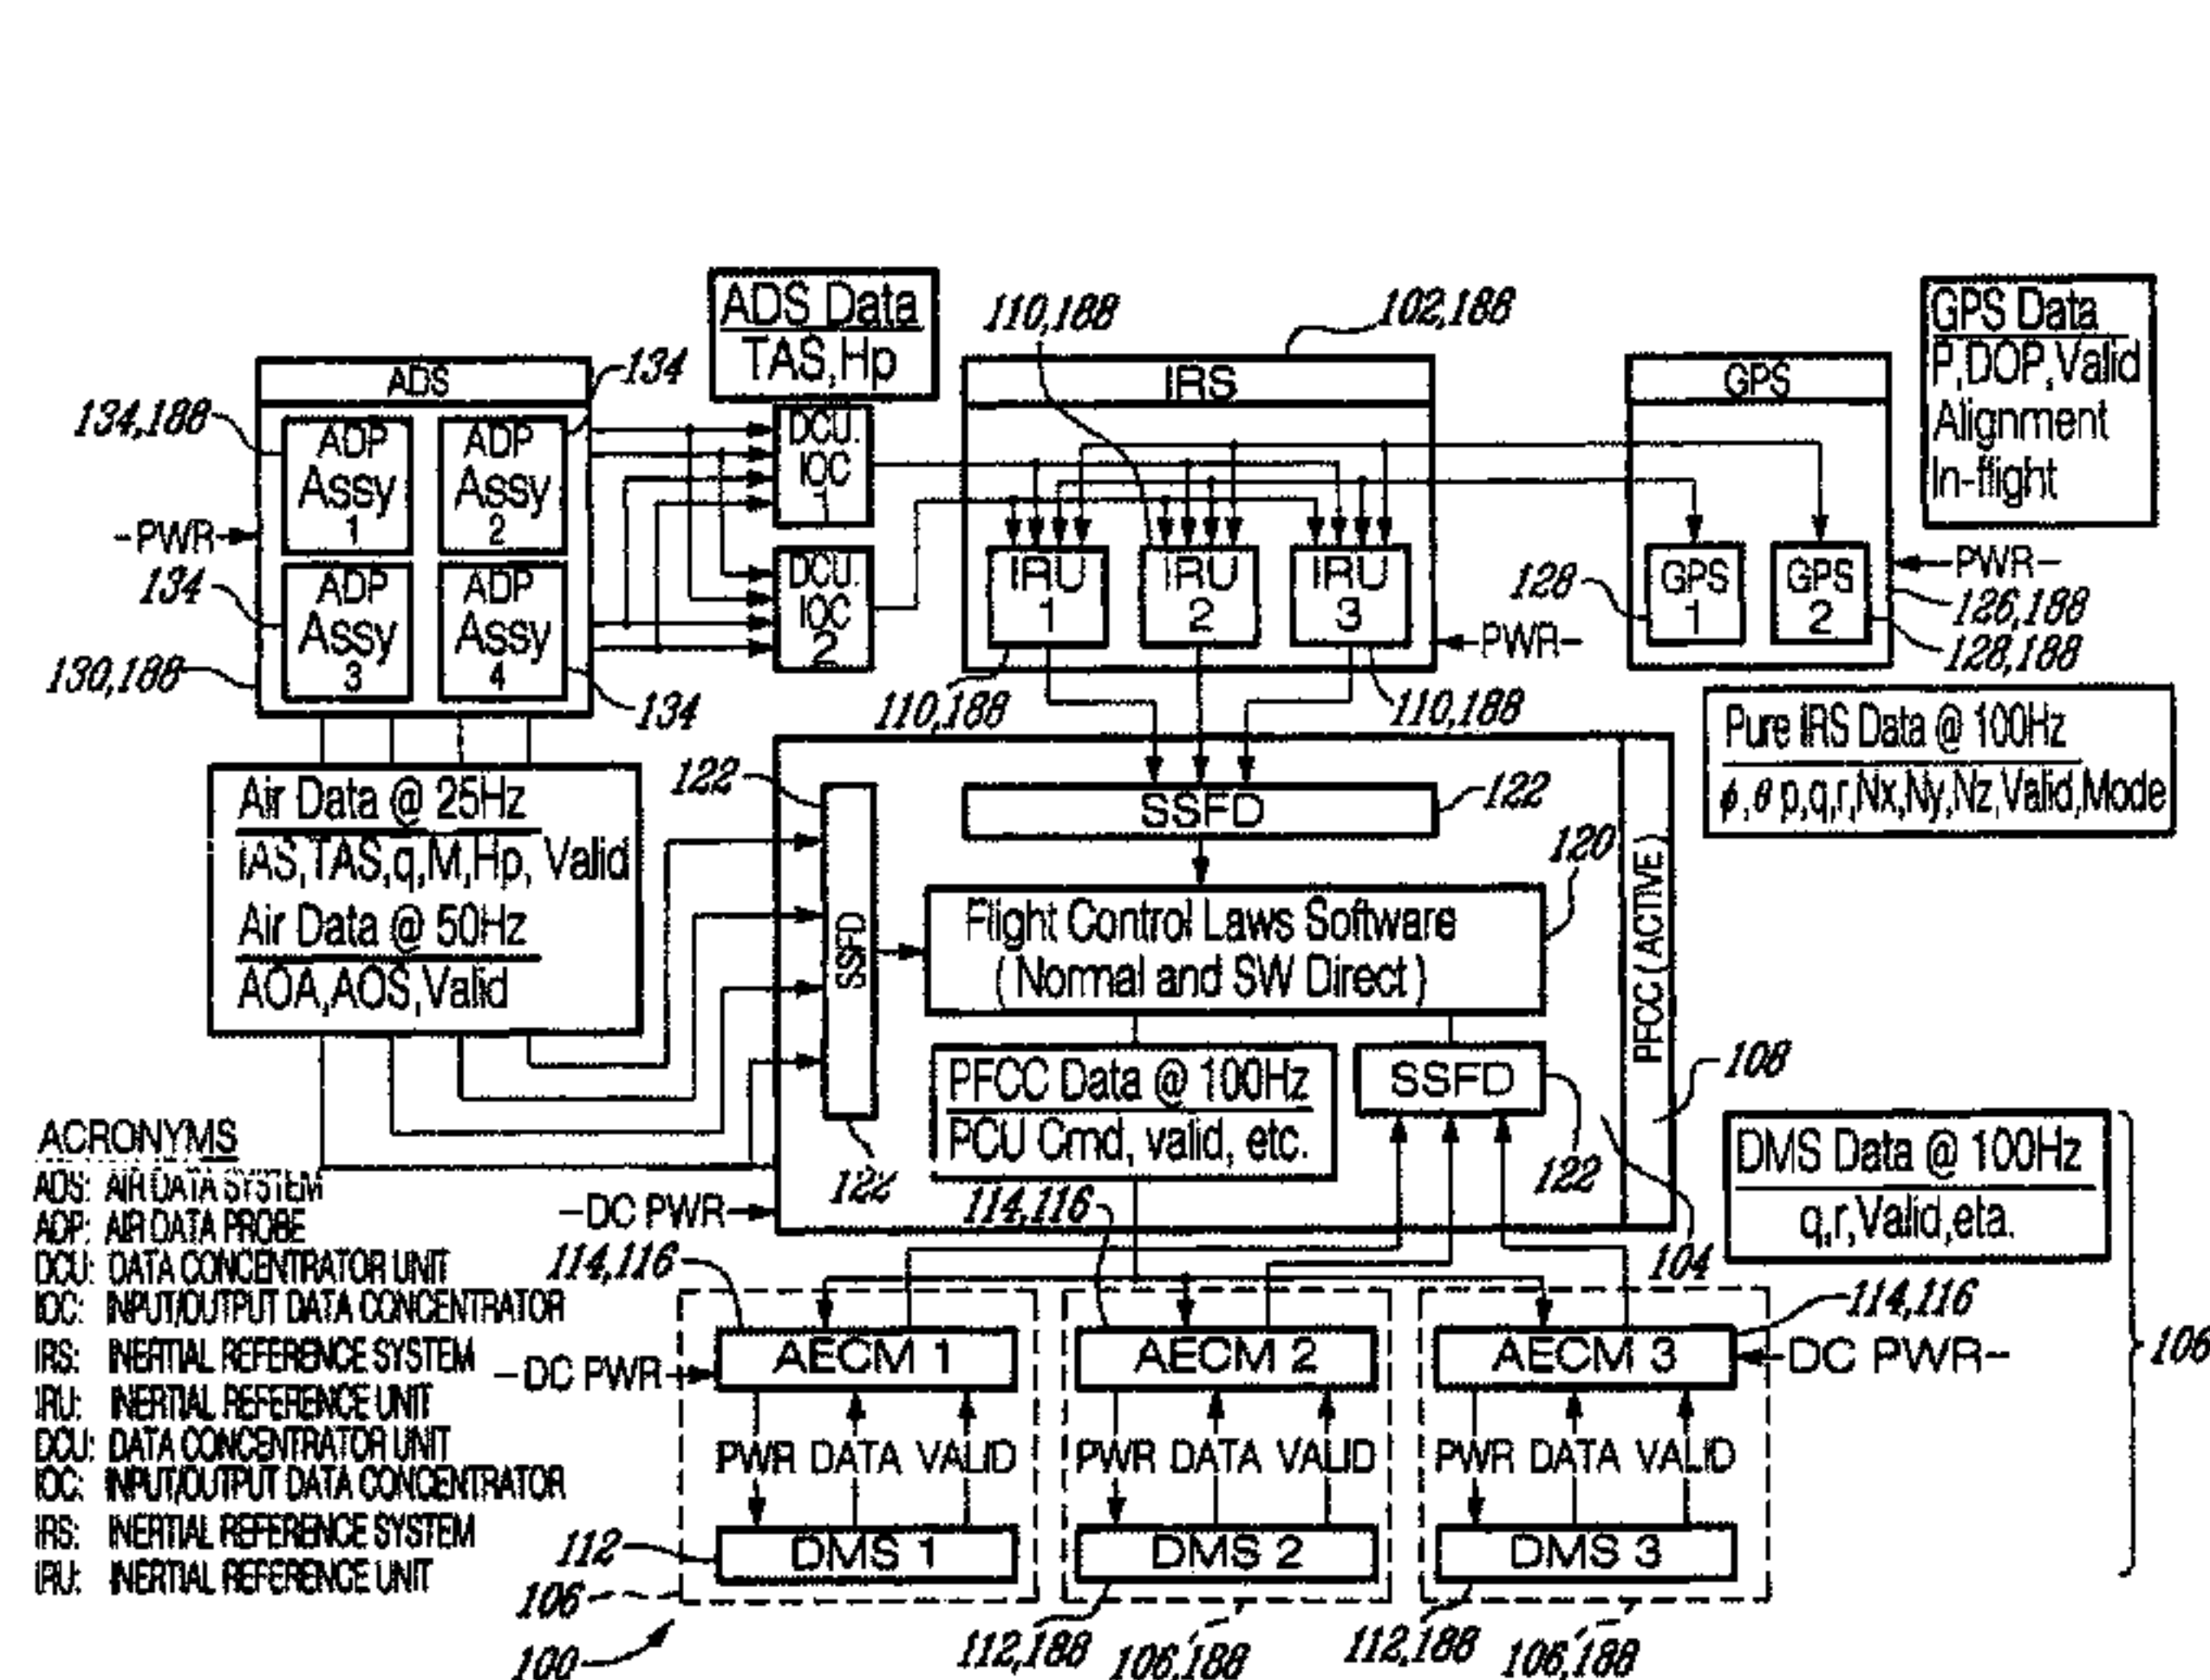 ADS Data
TAS,Hp
110,188
102,188
GPS Data
P,DOP,Valid
Alignment
In-flight
ADS
134
134,188
ADP
Assy
1
ADP
Assy
2
-PWR
134
ADP
Assy
3
ADP
Assy
4
130,188
134
DCU.
IOC
1
DCU.
IOC
2
IRS
IRU
1
IRU
2
IRU
3
PWR-
110,188
110,188
GPS
128
GPS
1
GPS
2
PWR-
126,188
128,188
Pure IRS Data @ 100Hz
ϕ,θ p,q,r,Nx,Ny,Nz,Valid,Mode
Air Data @ 25Hz
IAS,TAS,q,M,Hp, Valid
Air Data @ 50Hz
AOA,AOS,Valid
122
SSFD
122
SSFD
122
120
Flight Control Laws Software
( Normal and SW Direct )
PFCC ( ACTIVE )
108
PFCC Data @ 100Hz
PCU Cmd, valid, etc.
SSFD
122
104
-DC PWR
DMS Data @ 100Hz
q,r,Valid,eta.
106
ACRONYMS
ADS: AIR DATA SYSTEM
ADP: AIR DATA PROBE
DCU: DATA CONCENTRATOR UNIT
IOC: INPUT/OUTPUT DATA CONCENTRATOR
IRS: INERTIAL REFERENCE SYSTEM
IRU: INERTIAL REFERENCE UNIT
DCU: DATA CONCENTRATOR UNIT
IOC: INPUT/OUTPUT DATA CONCENTRATOR
IRS: INERTIAL REFERENCE SYSTEM
IRU: INERTIAL REFERENCE UNIT
114,116
114,116
114,116
-DC PWR
AECM 1
AECM 2
AECM 3
DC PWR-
PWR DATA VALID
PWR DATA VALID
PWR DATA VALID
112
DMS 1
DMS 2
DMS 3
106
100
112,188
106,188
112,188
106,188